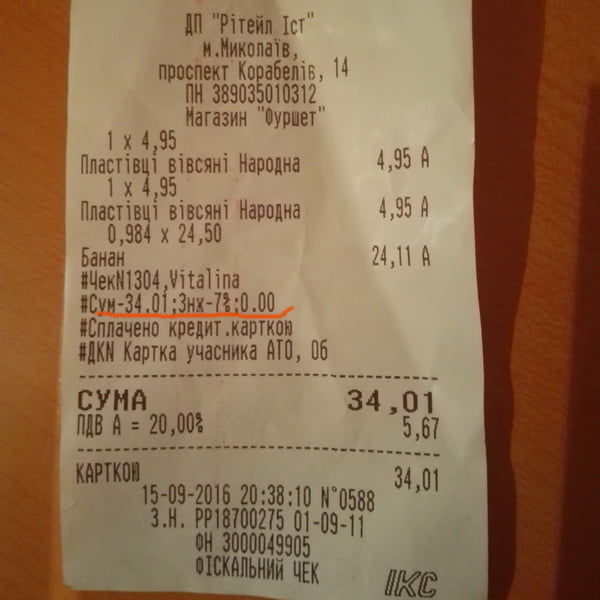 ДП "Рітейл Іст"
м.Миколаїв,
проспект Корабелів, 14
ПН 389035010312
Магазин "Фуршет"
1 x 4,95
Пластівці вівсяні Народна 4,95 А
1 x 4,95
Пластівці вівсяні Народна 4,95 А
0,984 x 24,50
Банан 24,11 А
#ЧекN1304,Vitalina
#Сум-34.01;Знж-7%;0.00
#Сплачено кредит.карткою
#ДКN Картка учасника АТО, Об
СУМА 34,01
ПДВ А = 20,00% 5,67
КАРТКОЮ 34,01
15-09-2016 20:38:10 N°0588
З.Н. РР18700275 01-09-11
ФН 3000049905
ФІСКАЛЬНИЙ ЧЕК
ІКС